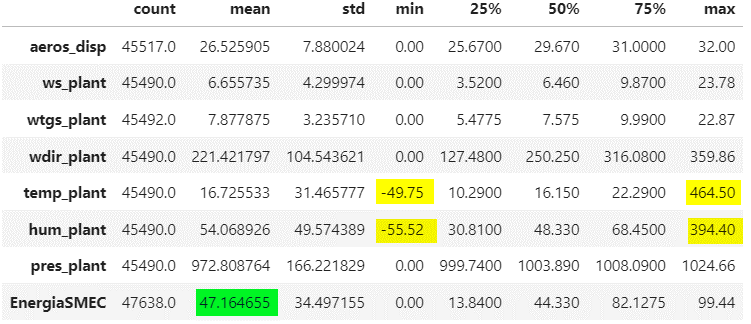 count mean std min 25% 50% 75% max
aeros_disp 45517.0 26.525905 7.880024 0.00 25.6700 29.670 31.0000 32.00
ws_plant 45490.0 6.655735 4.299974 0.00 3.5200 6.460 9.8700 23.78
wtgs_plant 45492.0 7.877875 3.235710 0.00 5.4775 7.575 9.9900 22.87
wdir_plant 45490.0 221.421797 104.543621 0.00 127.4800 250.250 316.0800 359.86
temp_plant 45490.0 16.725533 31.465777 -49.75 10.2900 16.150 22.2900 464.50
hum_plant 45490.0 54.068926 49.574389 -55.52 30.8100 48.330 68.4500 394.40
pres_plant 45490.0 972.808764 166.221829 0.00 999.7400 1003.890 1008.0900 1024.66
EnergiaSMEC 47638.0 47.164655 34.497155 0.00 13.8400 44.330 82.1275 99.44